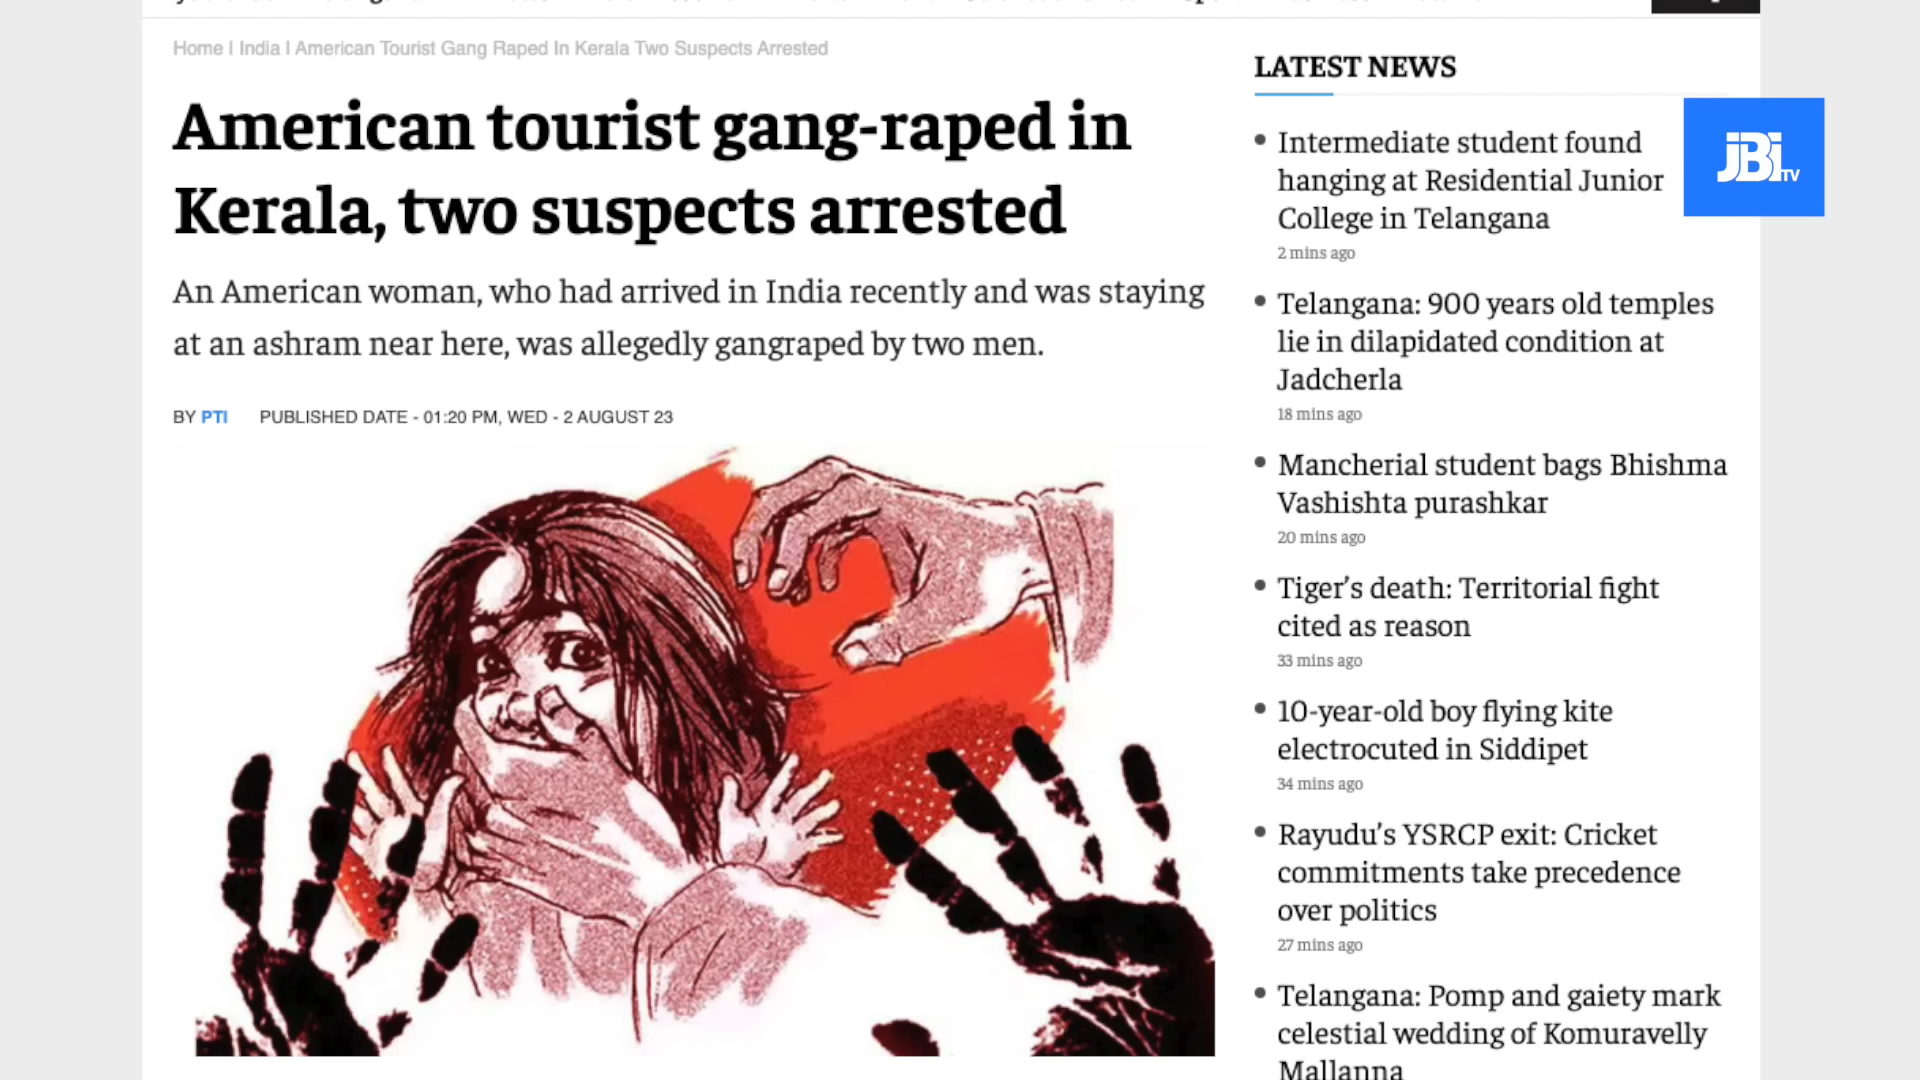 Home I India I American Tourist Gang Raped In Kerala Two Suspects Arrested
American tourist gang-raped in
Kerala, two suspects arrested
An American woman, who had arrived in India recently and was staying
at an ashram near here, was allegedly gangraped by two men.
BY PTI PUBLISHED DATE - 01:20 PM, WED - 2 AUGUST 23
LATEST NEWS
JBI TV
Intermediate student found
hanging at Residential Junior
College in Telangana
2 mins ago
Telangana: 900 years old temples
lie in dilapidated condition at
Jadcherla
18 mins ago
Mancherial student bags Bhishma
Vashishta purashkar
20 mins ago
Tiger’s death: Territorial fight
cited as reason
33 mins ago
10-year-old boy flying kite
electrocuted in Siddipet
34 mins ago
Rayudu’s YSRCP exit: Cricket
commitments take precedence
over politics
27 mins ago
Telangana: Pomp and gaiety mark
celestial wedding of Komuravelly
Mallanna